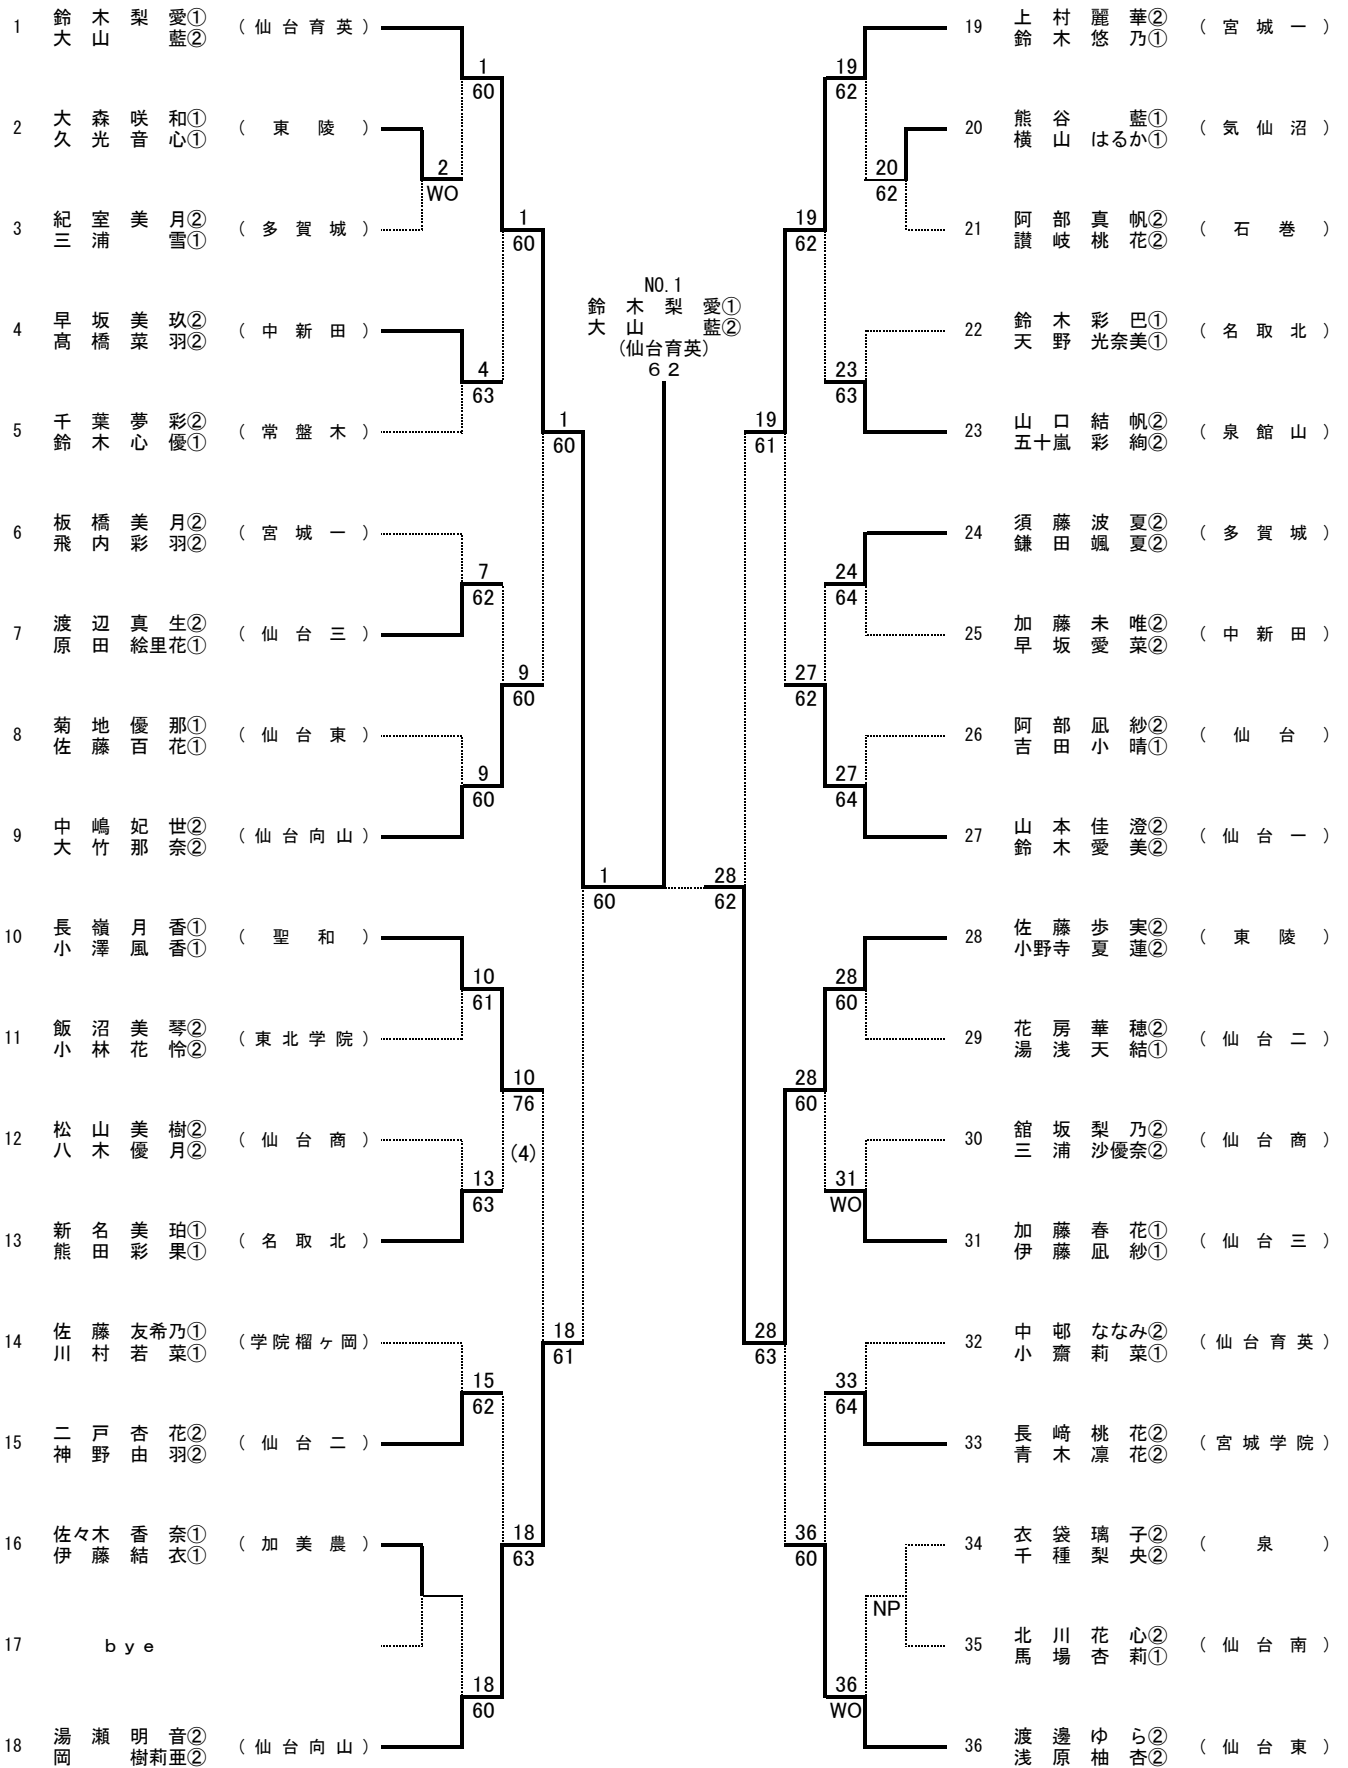 1 鈴木梨愛① (仙台育英)
大山藍②
1
60
2 大森咲和① (東陵)
久光音心①
2
WO
3 紀室美月② (多賀城)
三浦雪①
1
60
4 早坂美玖② (中新田)
髙橋菜羽②
4
63
5 千葉夢彩② (常盤木)
鈴木心優①
1
60
6 板橋美月② (宮城一)
飛内彩羽②
7
62
7 渡辺真生② (仙台三)
原田絵里花①
9
60
8 菊地優那① (仙台東)
佐藤百花①
9
60
9 中嶋妃世② (仙台向山)
大竹那奈②
1
60
10 長嶺月香① (聖和)
小澤風香①
10
61
11 飯沼美琴② (東北学院)
小林花怜②
10
76
(4)
12 松山美樹② (仙台商)
八木優月②
13
63
13 新名美珀① (名取北)
熊田彩果①
14 佐藤友希乃① (学院榴ヶ岡)
川村若菜①
18
61
15
62
15 二戸杏花② (仙台二)
神野由羽②
16 佐々木香奈① (加美農)
伊藤結衣①
18
63
17 bye
18
60
18 湯瀬明音② (仙台向山)
岡樹莉亜②
NO.1
鈴木梨愛①
大山藍②
(仙台育英)
62
19 上村麗華② (宮城一)
鈴木悠乃①
19
62
20 熊谷藍① (気仙沼)
横山はるか①
20
62
21 阿部真帆② (石巻)
讃岐桃花②
19
62
22 鈴木彩巴① (名取北)
天野光奈美①
23
63
23 山口結帆② (泉館山)
五十嵐彩絢②
19
61
24 須藤波夏② (多賀城)
鎌田颯夏②
24
64
25 加藤未唯② (中新田)
早坂愛菜②
27
62
26 阿部凪紗② (仙台)
吉田小晴①
27
64
27 山本佳澄② (仙台一)
鈴木愛美②
28
62
28 佐藤歩実② (東陵)
小野寺夏蓮②
28
60
29 花房華穂② (仙台二)
湯浅天結①
28
60
30 舘坂梨乃② (仙台商)
三浦沙優奈②
31
WO
31 加藤春花① (仙台三)
伊藤凪紗①
28
63
32 中邨ななみ② (仙台育英)
小齋莉菜①
33
64
33 長﨑桃花② (宮城学院)
青木凛花②
36
60
34 衣袋璃子② (泉)
千種梨央②
NP
35 北川花心② (仙台南)
馬場杏莉①
36
WO
36 渡邊ゆら② (仙台東)
浅原柚杏②